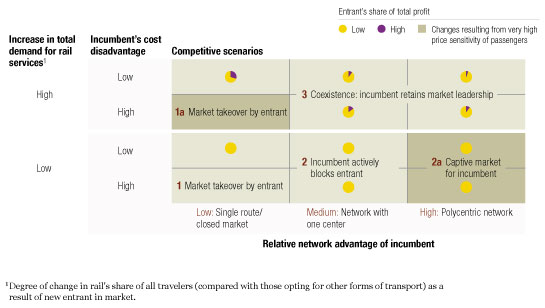 Entrant's share of total profit
Low High Changes resulting from very high
price sensitivity of passengers
Increase in total
demand for rail
services¹
Incumbent's cost
disadvantage
Competitive scenarios
High
Low
3 Coexistence: incumbent retains market leadership
High
1a Market takeover by entrant
Low
Low
2 Incumbent actively
blocks entrant
2a Captive market
for incumbent
High
1 Market takeover by entrant
Low: Single route/
closed market
Medium: Network with
one center
High: Polycentric network
Relative network advantage of incumbent
¹Degree of change in rail's share of all travelers (compared with those opting for other forms of transport) as a
result of new entrant in market.